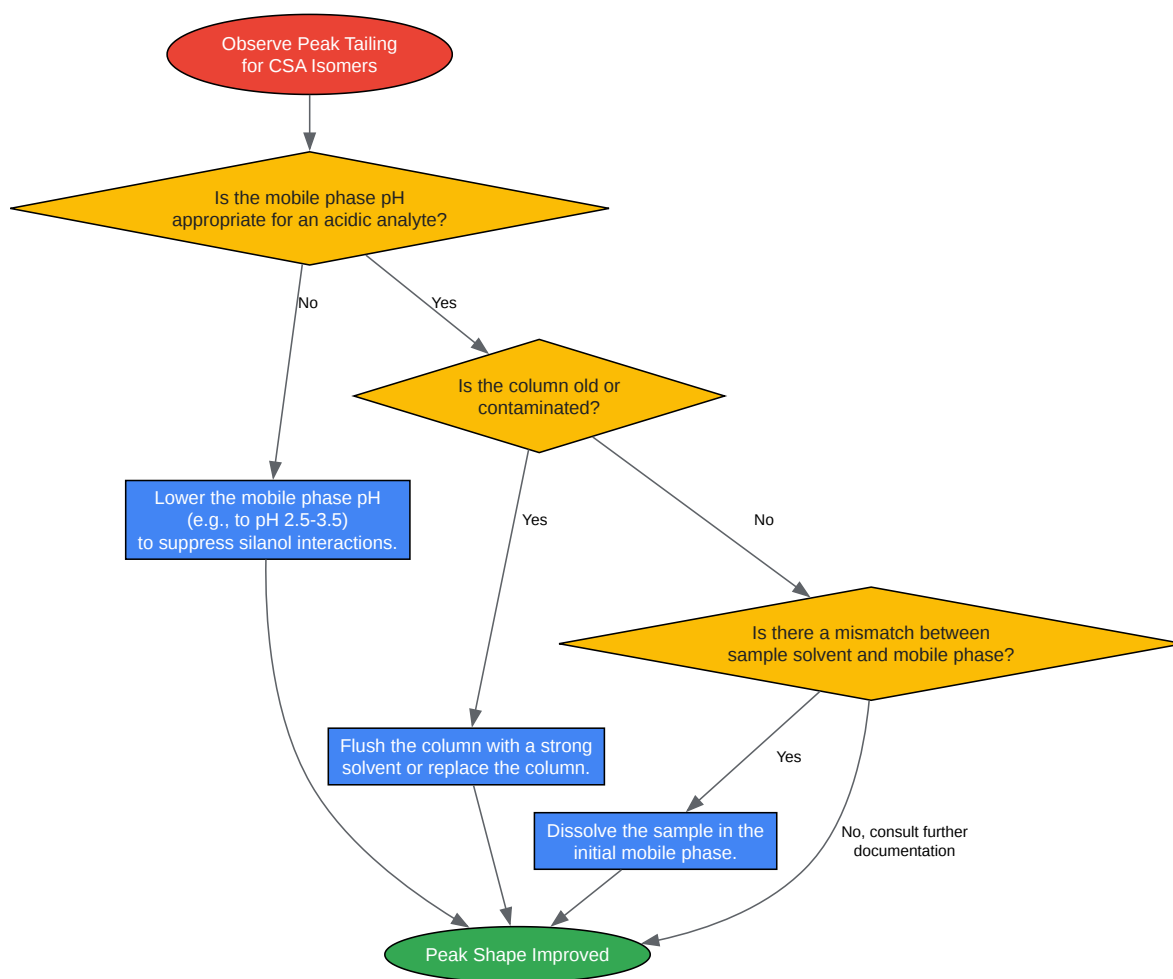 Observe Peak Tailing
for CSA Isomers
Is the mobile phase pH
appropriate for an acidic analyte?
No
Yes
Is the column old or
contaminated?
Lower the mobile phase pH
(e.g., to pH 2.5-3.5)
to suppress silanol interactions.
Yes
No
Is there a mismatch between
sample solvent and mobile phase?
Flush the column with a strong
solvent or replace the column.
Yes
Dissolve the sample in the
initial mobile phase.
No, consult further
documentation
Peak Shape Improved